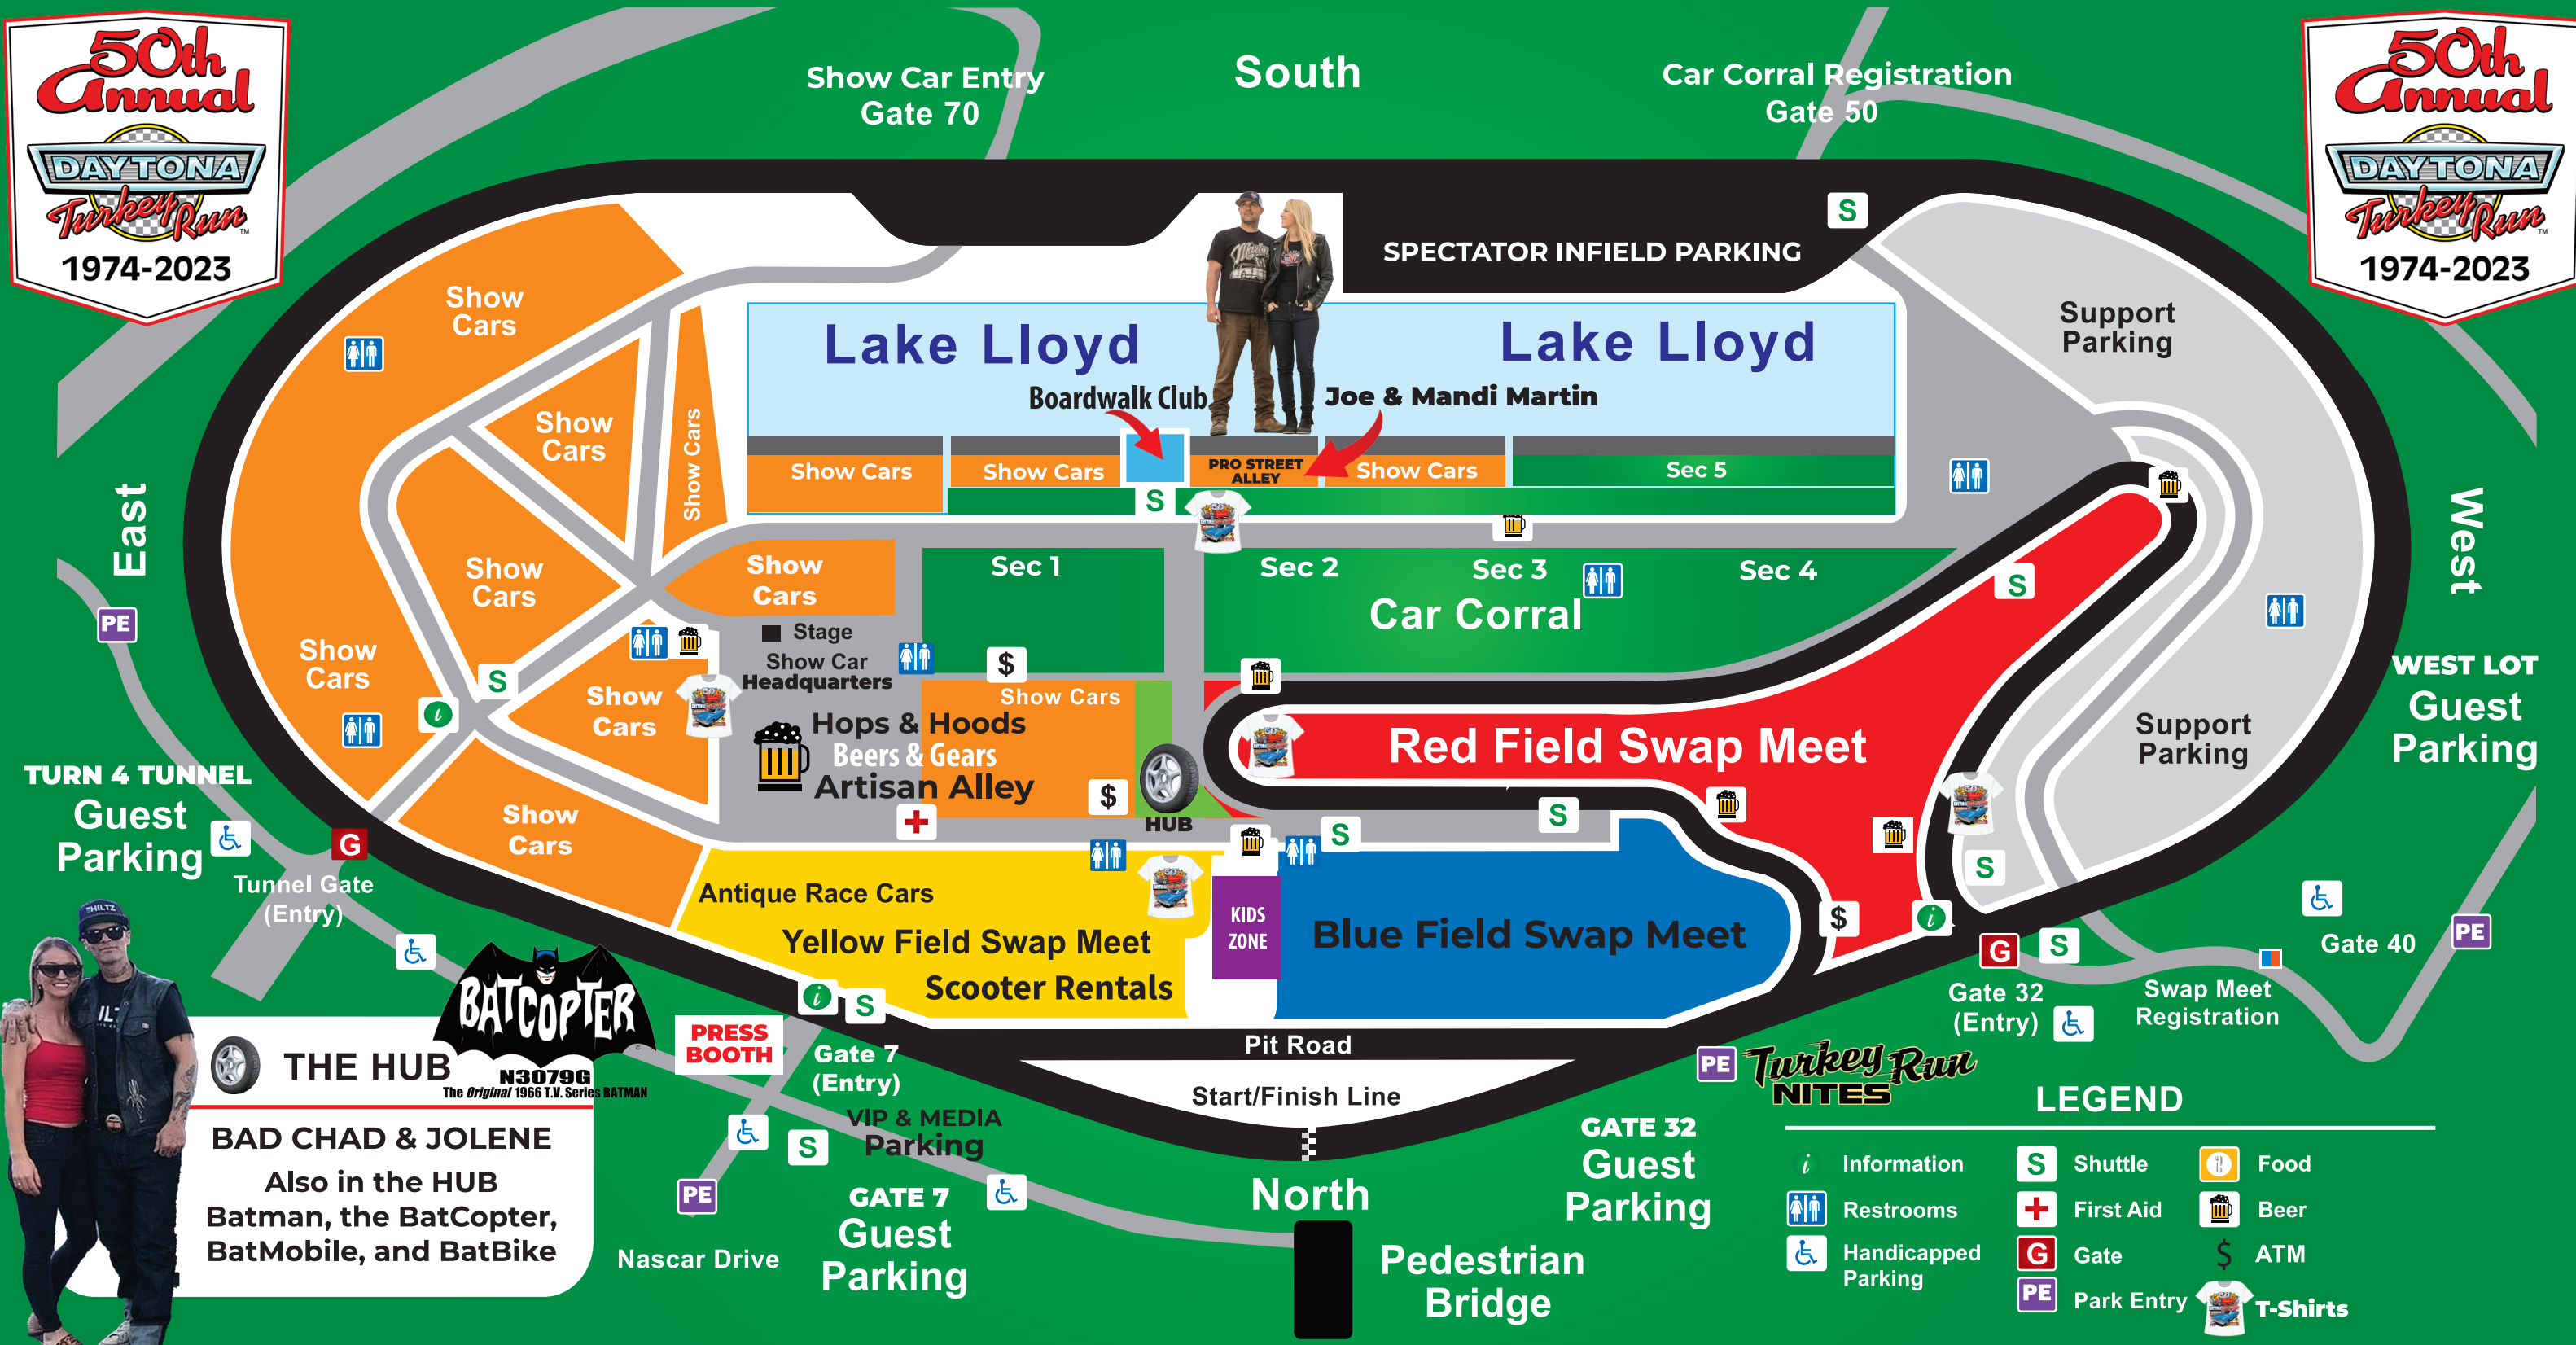 50th
Annual
DAYTONA
Turkey Run
TM
1974-2023
Show Car Entry
Gate 70
South
Car Corral Registration
Gate 50
50th
Annual
DAYTONA
Turkey Run
TM
1974-2023
S
SPECTATOR INFIELD PARKING
Show
Cars
Support
Parking
Lake Lloyd
Lake Lloyd
Boardwalk Club
Joe & Mandi Martin
Show
Cars
Show Cars
Show Cars
Show Cars
PRO STREET
ALLEY
Show Cars
Sec 5
S
East
West
Show
Cars
Show
Cars
Sec 1
Sec 2
Sec 3
Sec 4
Car Corral
S
PE
Stage
Show Car
Headquarters
Show
Cars
S
i
Show
Cars
$
Show Cars
WEST LOT
Guest
Parking
Hops & Hoods
Beers & Gears
Artisan Alley
$
HUB
Red Field Swap Meet
Support
Parking
TURN 4 TUNNEL
Guest
Parking
G
Tunnel Gate
(Entry)
Show
Cars
S
S
S
Antique Race Cars
Yellow Field Swap Meet
Scooter Rentals
KIDS
ZONE
Blue Field Swap Meet
$
i
G
S
Gate 40
PE
Gate 32
(Entry)
Swap Meet
Registration
i
S
BATCOPTER
N3079G
The Original 1966 T.V. Series BATMAN
PRESS
BOOTH
Gate 7
(Entry)
Pit Road
Start/Finish Line
PE
Turkey Run
NITES
THE HUB
BAD CHAD & JOLENE
Also in the HUB
Batman, the BatCopter,
BatMobile, and BatBike
VIP & MEDIA
Parking
S
PE
Nascar Drive
GATE 7
Guest
Parking
North
Pedestrian
Bridge
GATE 32
Guest
Parking
LEGEND
i Information
Restrooms
Handicapped
Parking
S Shuttle
First Aid
G Gate
PE Park Entry
Food
Beer
$ ATM
T-Shirts